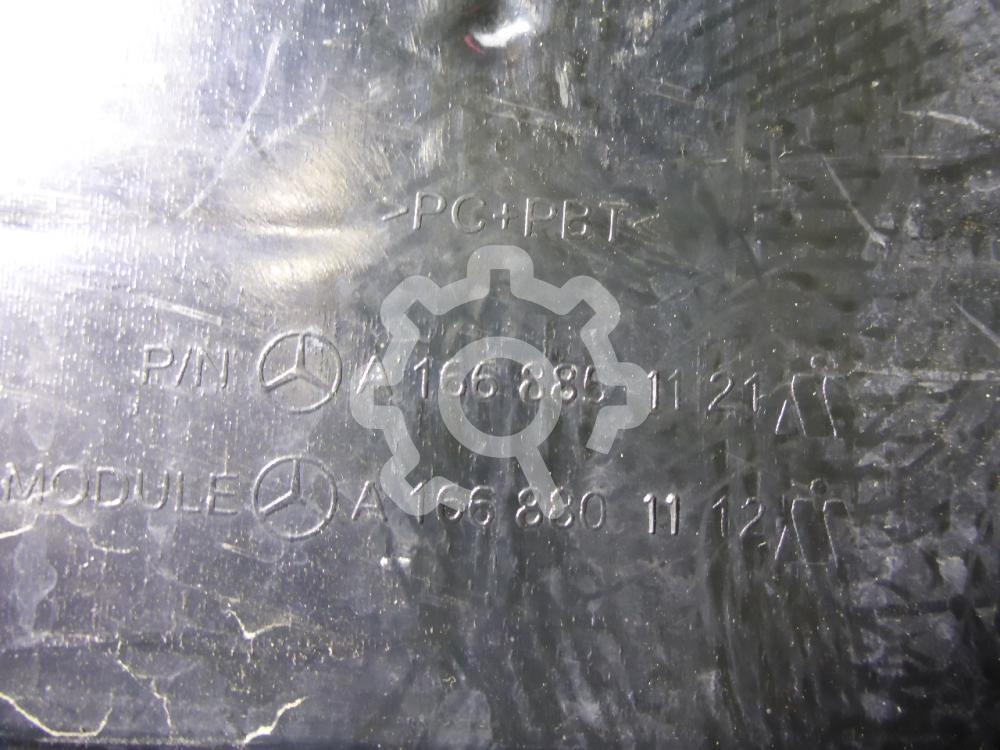 >PC+PBT<
P/N A 166 885 11 21
MODULE A 166 880 11 12